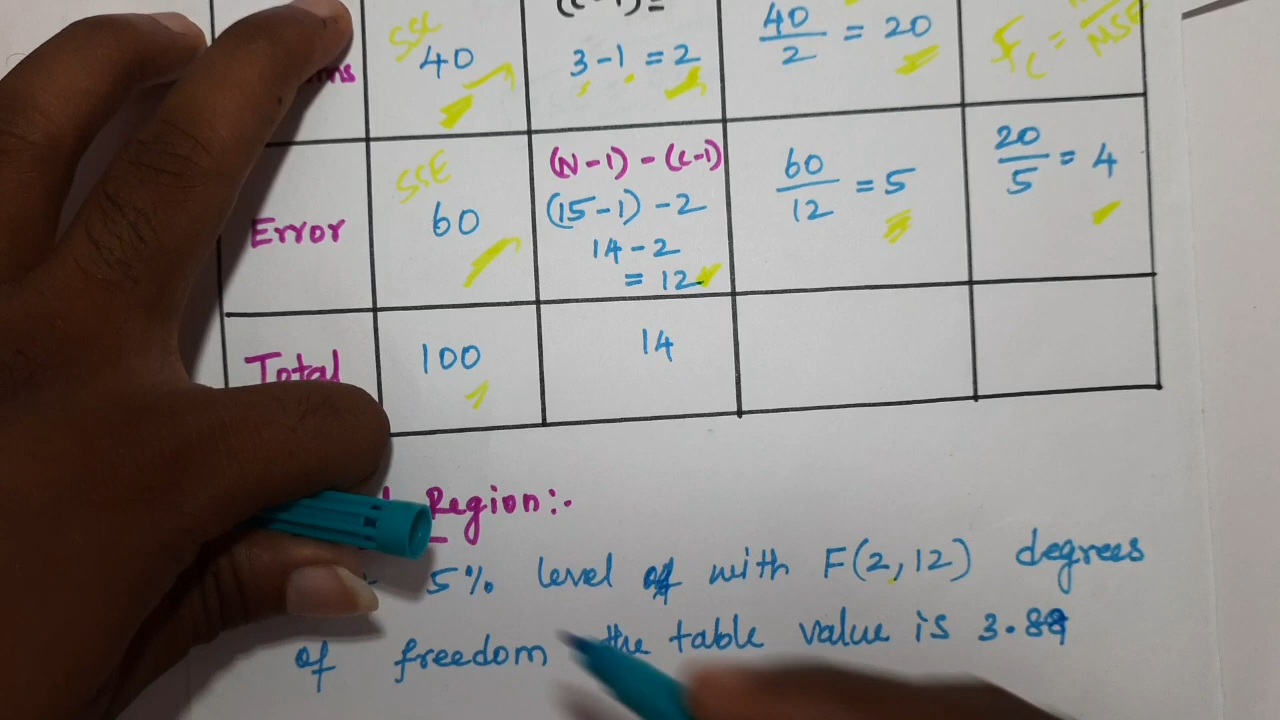 SSC
40
3-1 = 2
40/2 = 20
Fc =
MSE
Error
SSE
60
(N-1) - (C-1)
(15-1) - 2
14 - 2
= 12
60/12 = 5
20/5 = 4
Total
100
14
Region:-
5% level of with F(2,12) degrees
of freedom the table value is 3.89